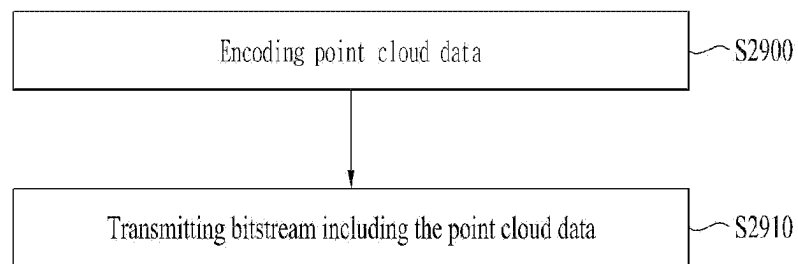 Encoding point cloud data
S2900
Transmitting bitstream including the point cloud data
S2910